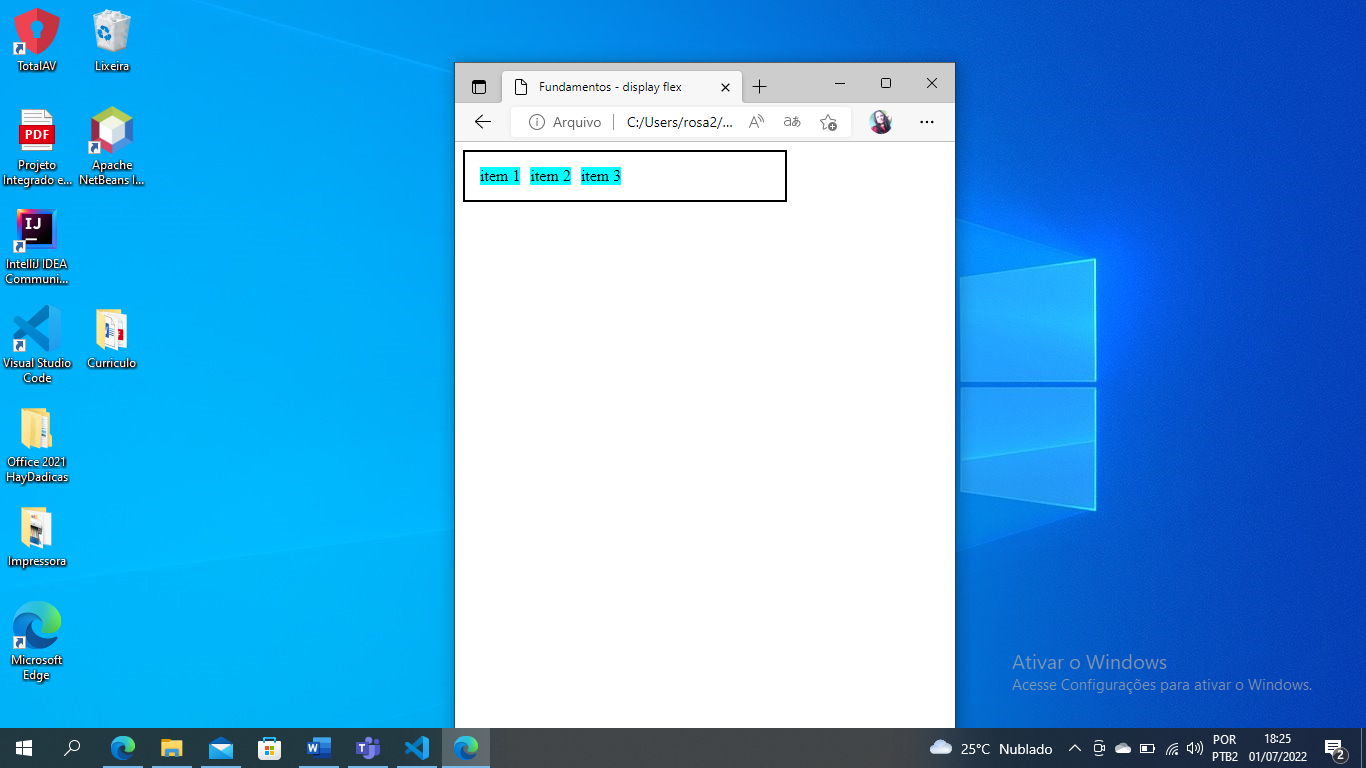 TotalAV
Lixeira
PDF
Projeto
Integrado e...
Apache
NetBeans I...
IJ
IntelliJ IDEA
Communi...
Visual Studio
Code
Curriculo
Office 2021
HayDadicas
Impressora
Microsoft
Edge
Fundamentos - display flex
Arquivo
C:/Users/rosa2/...
A
aあ
item 1 item 2 item 3
Ativar o Windows
Acesse Configurações para ativar o Windows.
W
T
25°C Nublado
POR
PTB2
18:25
01/07/2022
2